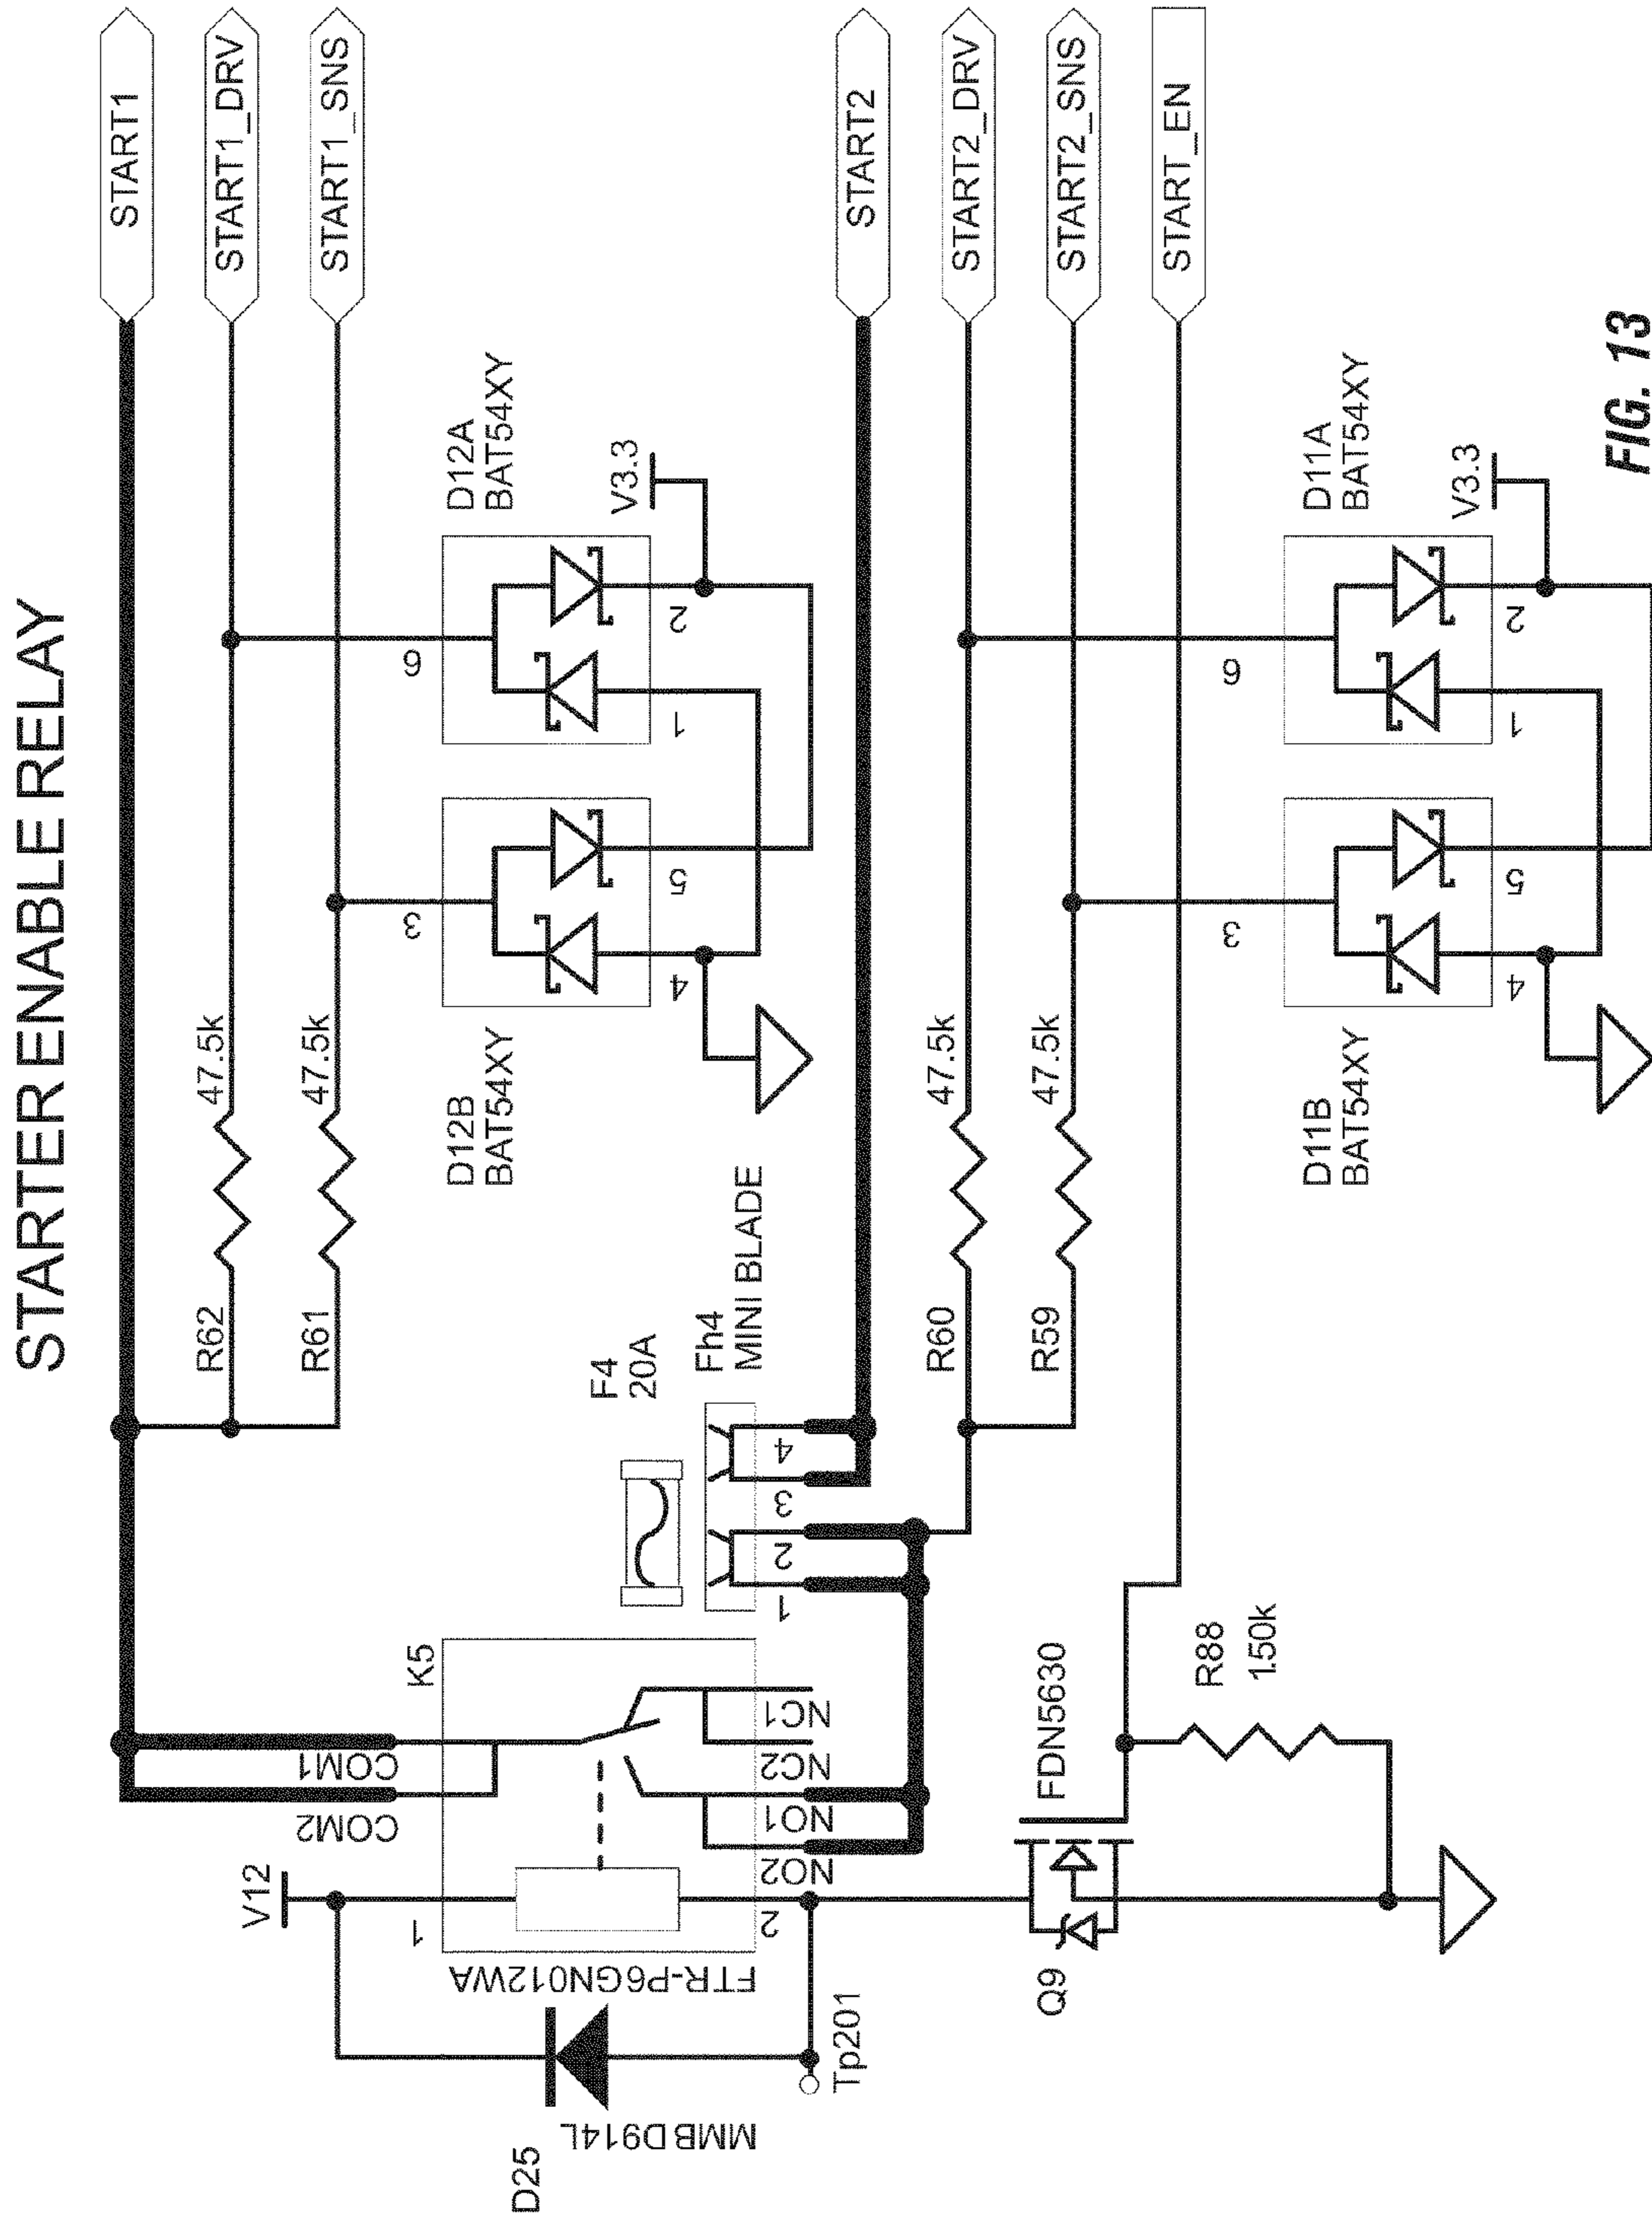 STARTER ENABLE RELAY
START1
START1_DRV
START1_SNS
R62
47.5k
R61
47.5k
D12B
BAT54XY
D12A
BAT54XY
3
6
4
5
1
2
V3.3
F4
20A
Fh4
MINI BLADE
1
2
3
4
START2
START2_DRV
START2_SNS
START_EN
R60
47.5k
R59
47.5k
D11B
BAT54XY
D11A
BAT54XY
3
6
4
5
1
2
V3.3
V12
COM2
COM1
K5
1
2
NO2
NO1
NC2
NC1
FTR-P6GN012WA
D25
MMBD914L
Tp201
Q9
FDN5630
R88
1.50k
FIG. 13